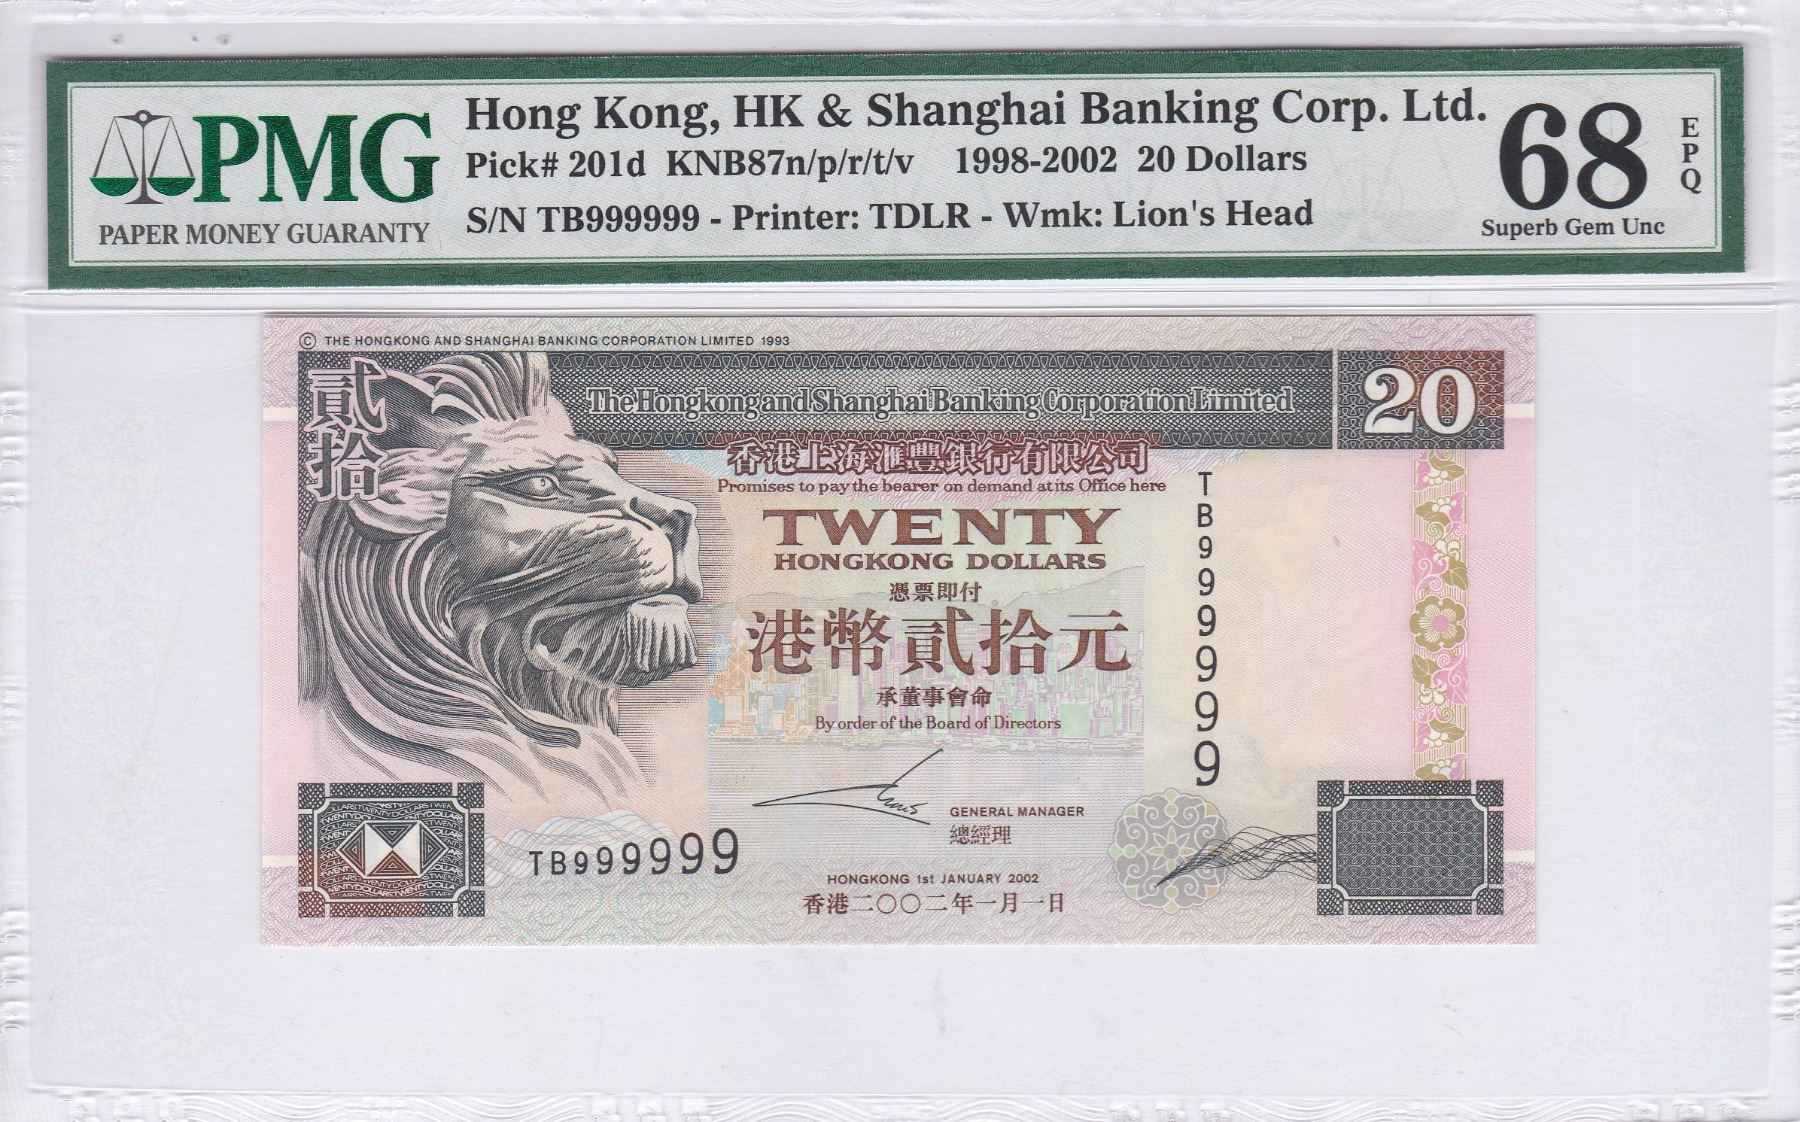 PMG
PAPER MONEY GUARANTY
Hong Kong, HK & Shanghai Banking Corp. Ltd.
Pick# 201d KNB87n/p/r/t/v 1998-2002 20 Dollars
S/N TB999999 - Printer: TDLR - Wmk: Lion's Head
68
EPQ
Superb Gem Unc
© THE HONGKONG AND SHANGHAI BANKING CORPORATION LIMITED 1993
貳拾
The Hongkong and Shanghai Banking Corporation Limited
20
香港上海滙豐銀行有限公司
Promises to pay the bearer on demand at its Office here
TWENTY
HONGKONG DOLLARS
憑票即付
港幣貳拾元
承董事會命
By order of the Board of Directors
TB999999
GENERAL MANAGER
總經理
TB999999
HONGKONG 1st JANUARY 2002
香港二〇〇二年一月一日